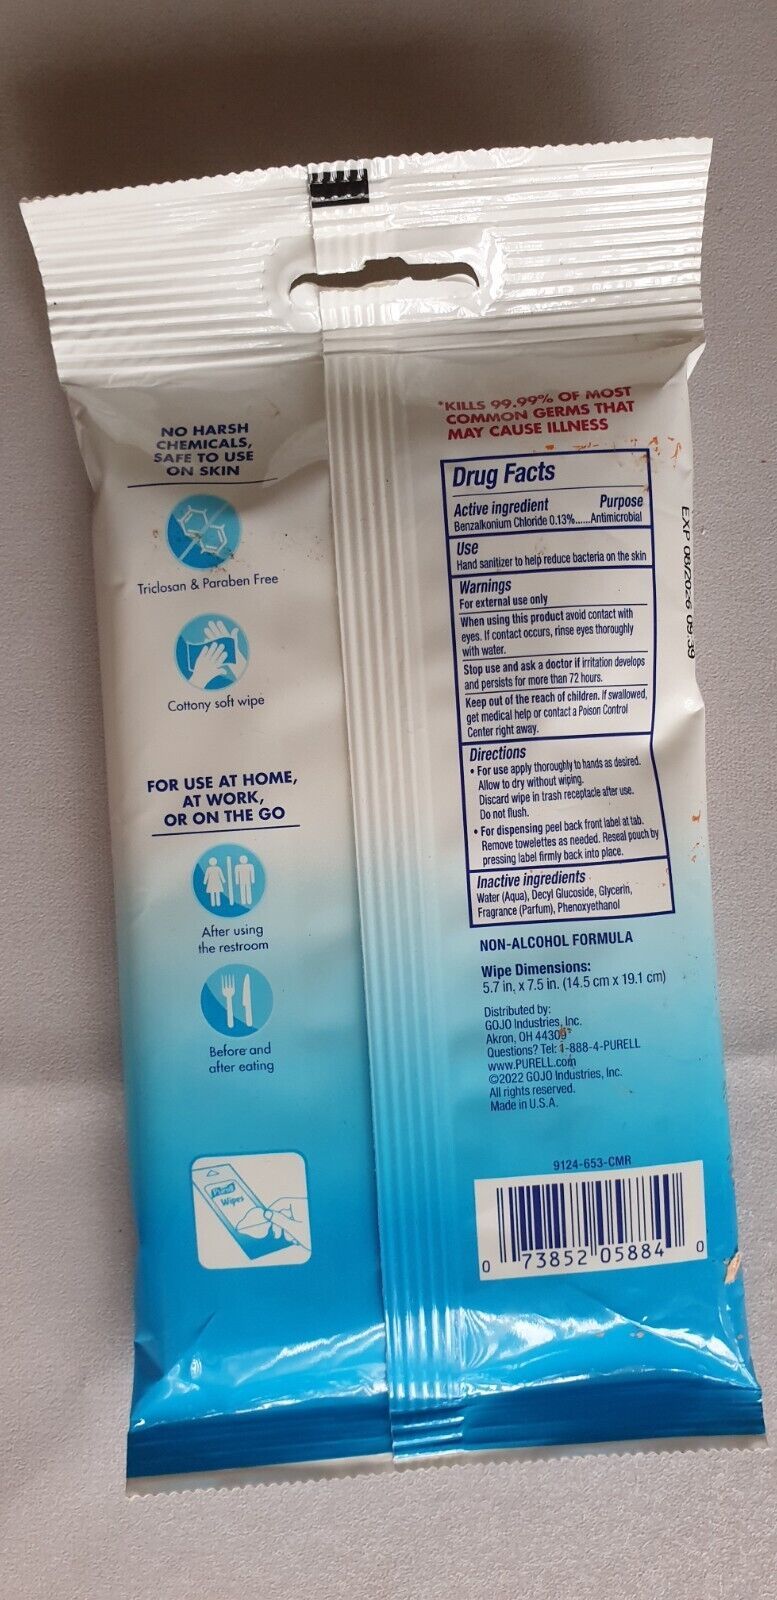 NO HARSH
CHEMICALS,
SAFE TO USE
ON SKIN
Triclosan & Paraben Free
Cottony soft wipe
FOR USE AT HOME,
AT WORK,
OR ON THE GO
After using
the restroom
Before and
after eating
Purell
Wipes
*KILLS 99.99% OF MOST
COMMON GERMS THAT
MAY CAUSE ILLNESS
Drug Facts
Active ingredient Purpose
Benzalkonium Chloride 0.13%......Antimicrobial
Use
Hand sanitizer to help reduce bacteria on the skin
Warnings
For external use only
When using this product avoid contact with
eyes. If contact occurs, rinse eyes thoroughly
with water.
Stop use and ask a doctor if irritation develops
and persists for more than 72 hours.
Keep out of the reach of children. If swallowed,
get medical help or contact a Poison Control
Center right away.
Directions
• For use apply thoroughly to hands as desired.
Allow to dry without wiping.
Discard wipe in trash receptacle after use.
Do not flush.
• For dispensing peel back front label at tab.
Remove towelettes as needed. Reseal pouch by
pressing label firmly back into place.
Inactive ingredients
Water (Aqua), Decyl Glucoside, Glycerin,
Fragrance (Parfum), Phenoxyethanol
NON-ALCOHOL FORMULA
Wipe Dimensions:
5.7 in. x 7.5 in. (14.5 cm x 19.1 cm)
Distributed by:
GOJO Industries, Inc.
Akron, OH 44309
Questions? Tel: 1-888-4-PURELL
www.PURELL.com
©2022 GOJO Industries, Inc.
All rights reserved.
Made in U.S.A.
9124-653-CMR
0 73852 05884 0
EXP 08/2026 09:39